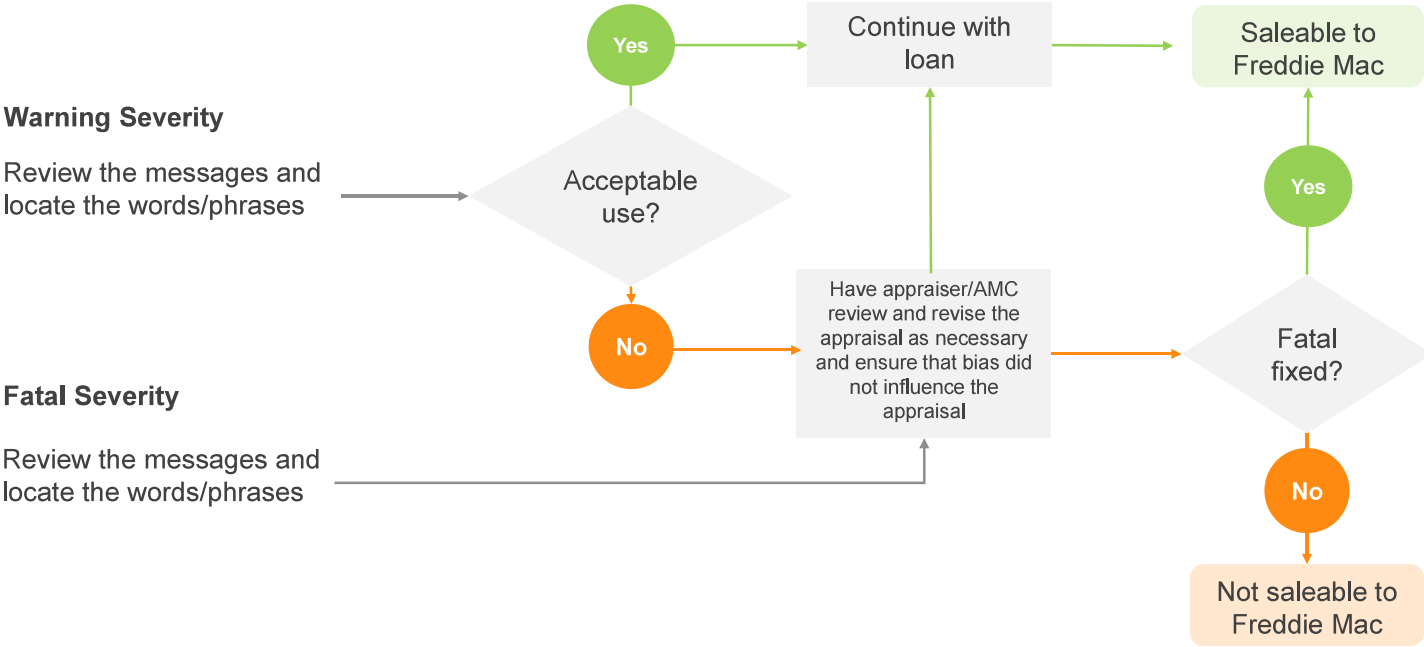 Warning Severity
Review the messages and
locate the words/phrases
Acceptable
use?
Yes
Continue with
loan
Saleable to
Freddie Mac
No
Have appraiser/AMC
review and revise the
appraisal as necessary
and ensure that bias did
not influence the
appraisal
Fatal
fixed?
Yes
No
Not saleable to
Freddie Mac
Fatal Severity
Review the messages and
locate the words/phrases